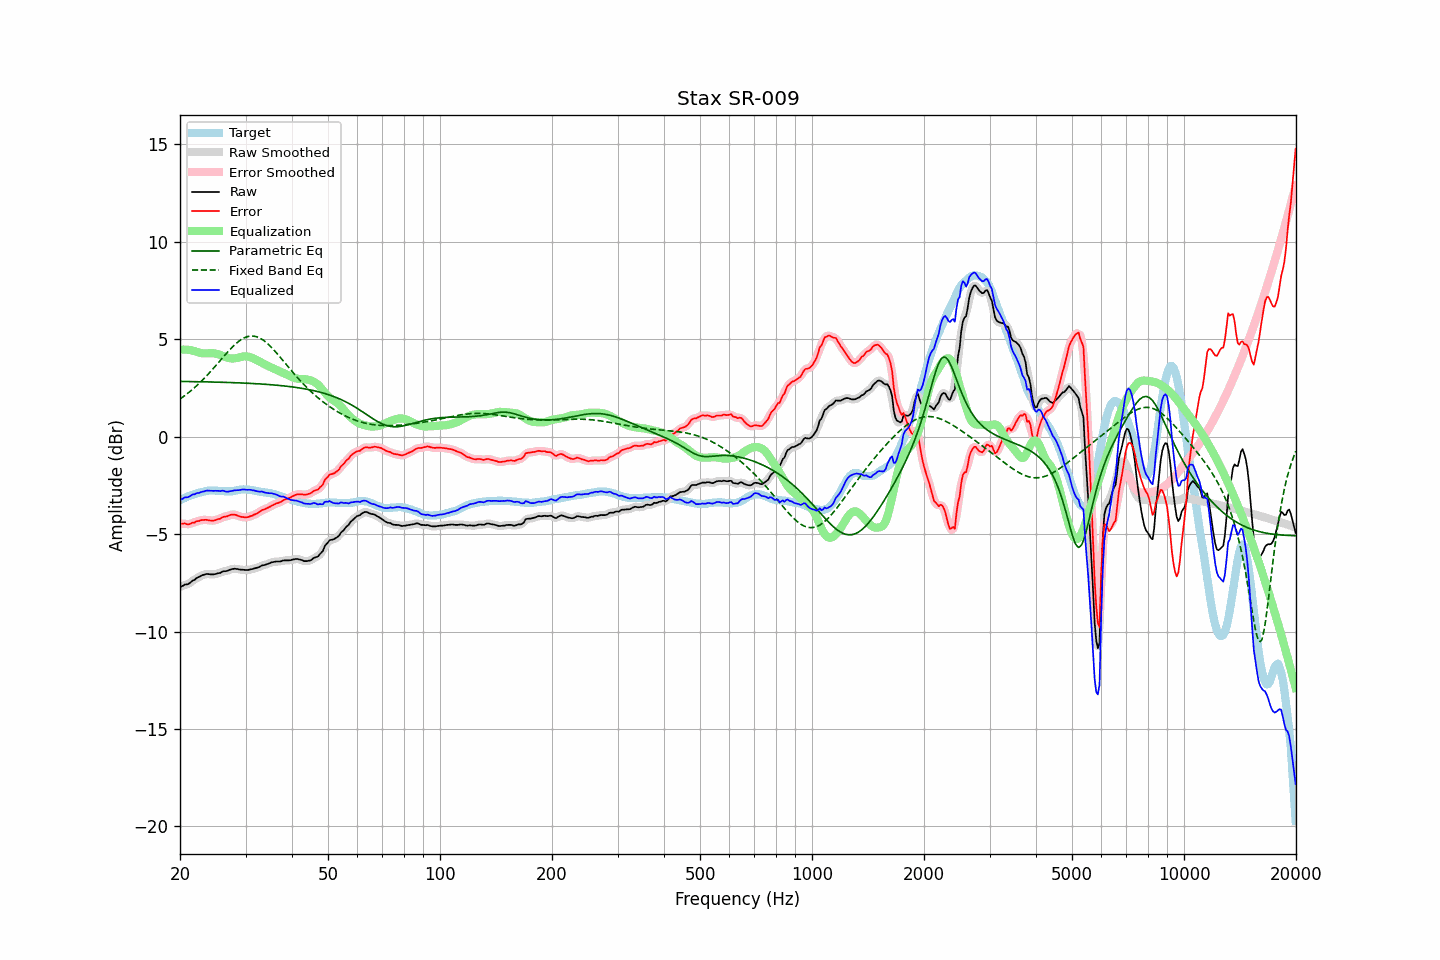 Stax SR-009
Target
Raw Smoothed
Error Smoothed
Raw
Error
Equalization
Parametric Eq
Fixed Band Eq
Equalized
Amplitude (dBr)
15
10
5
0
−5
−10
−15
−20
20 50 100 200 500 1000 2000 5000 10000 20000
Frequency (Hz)